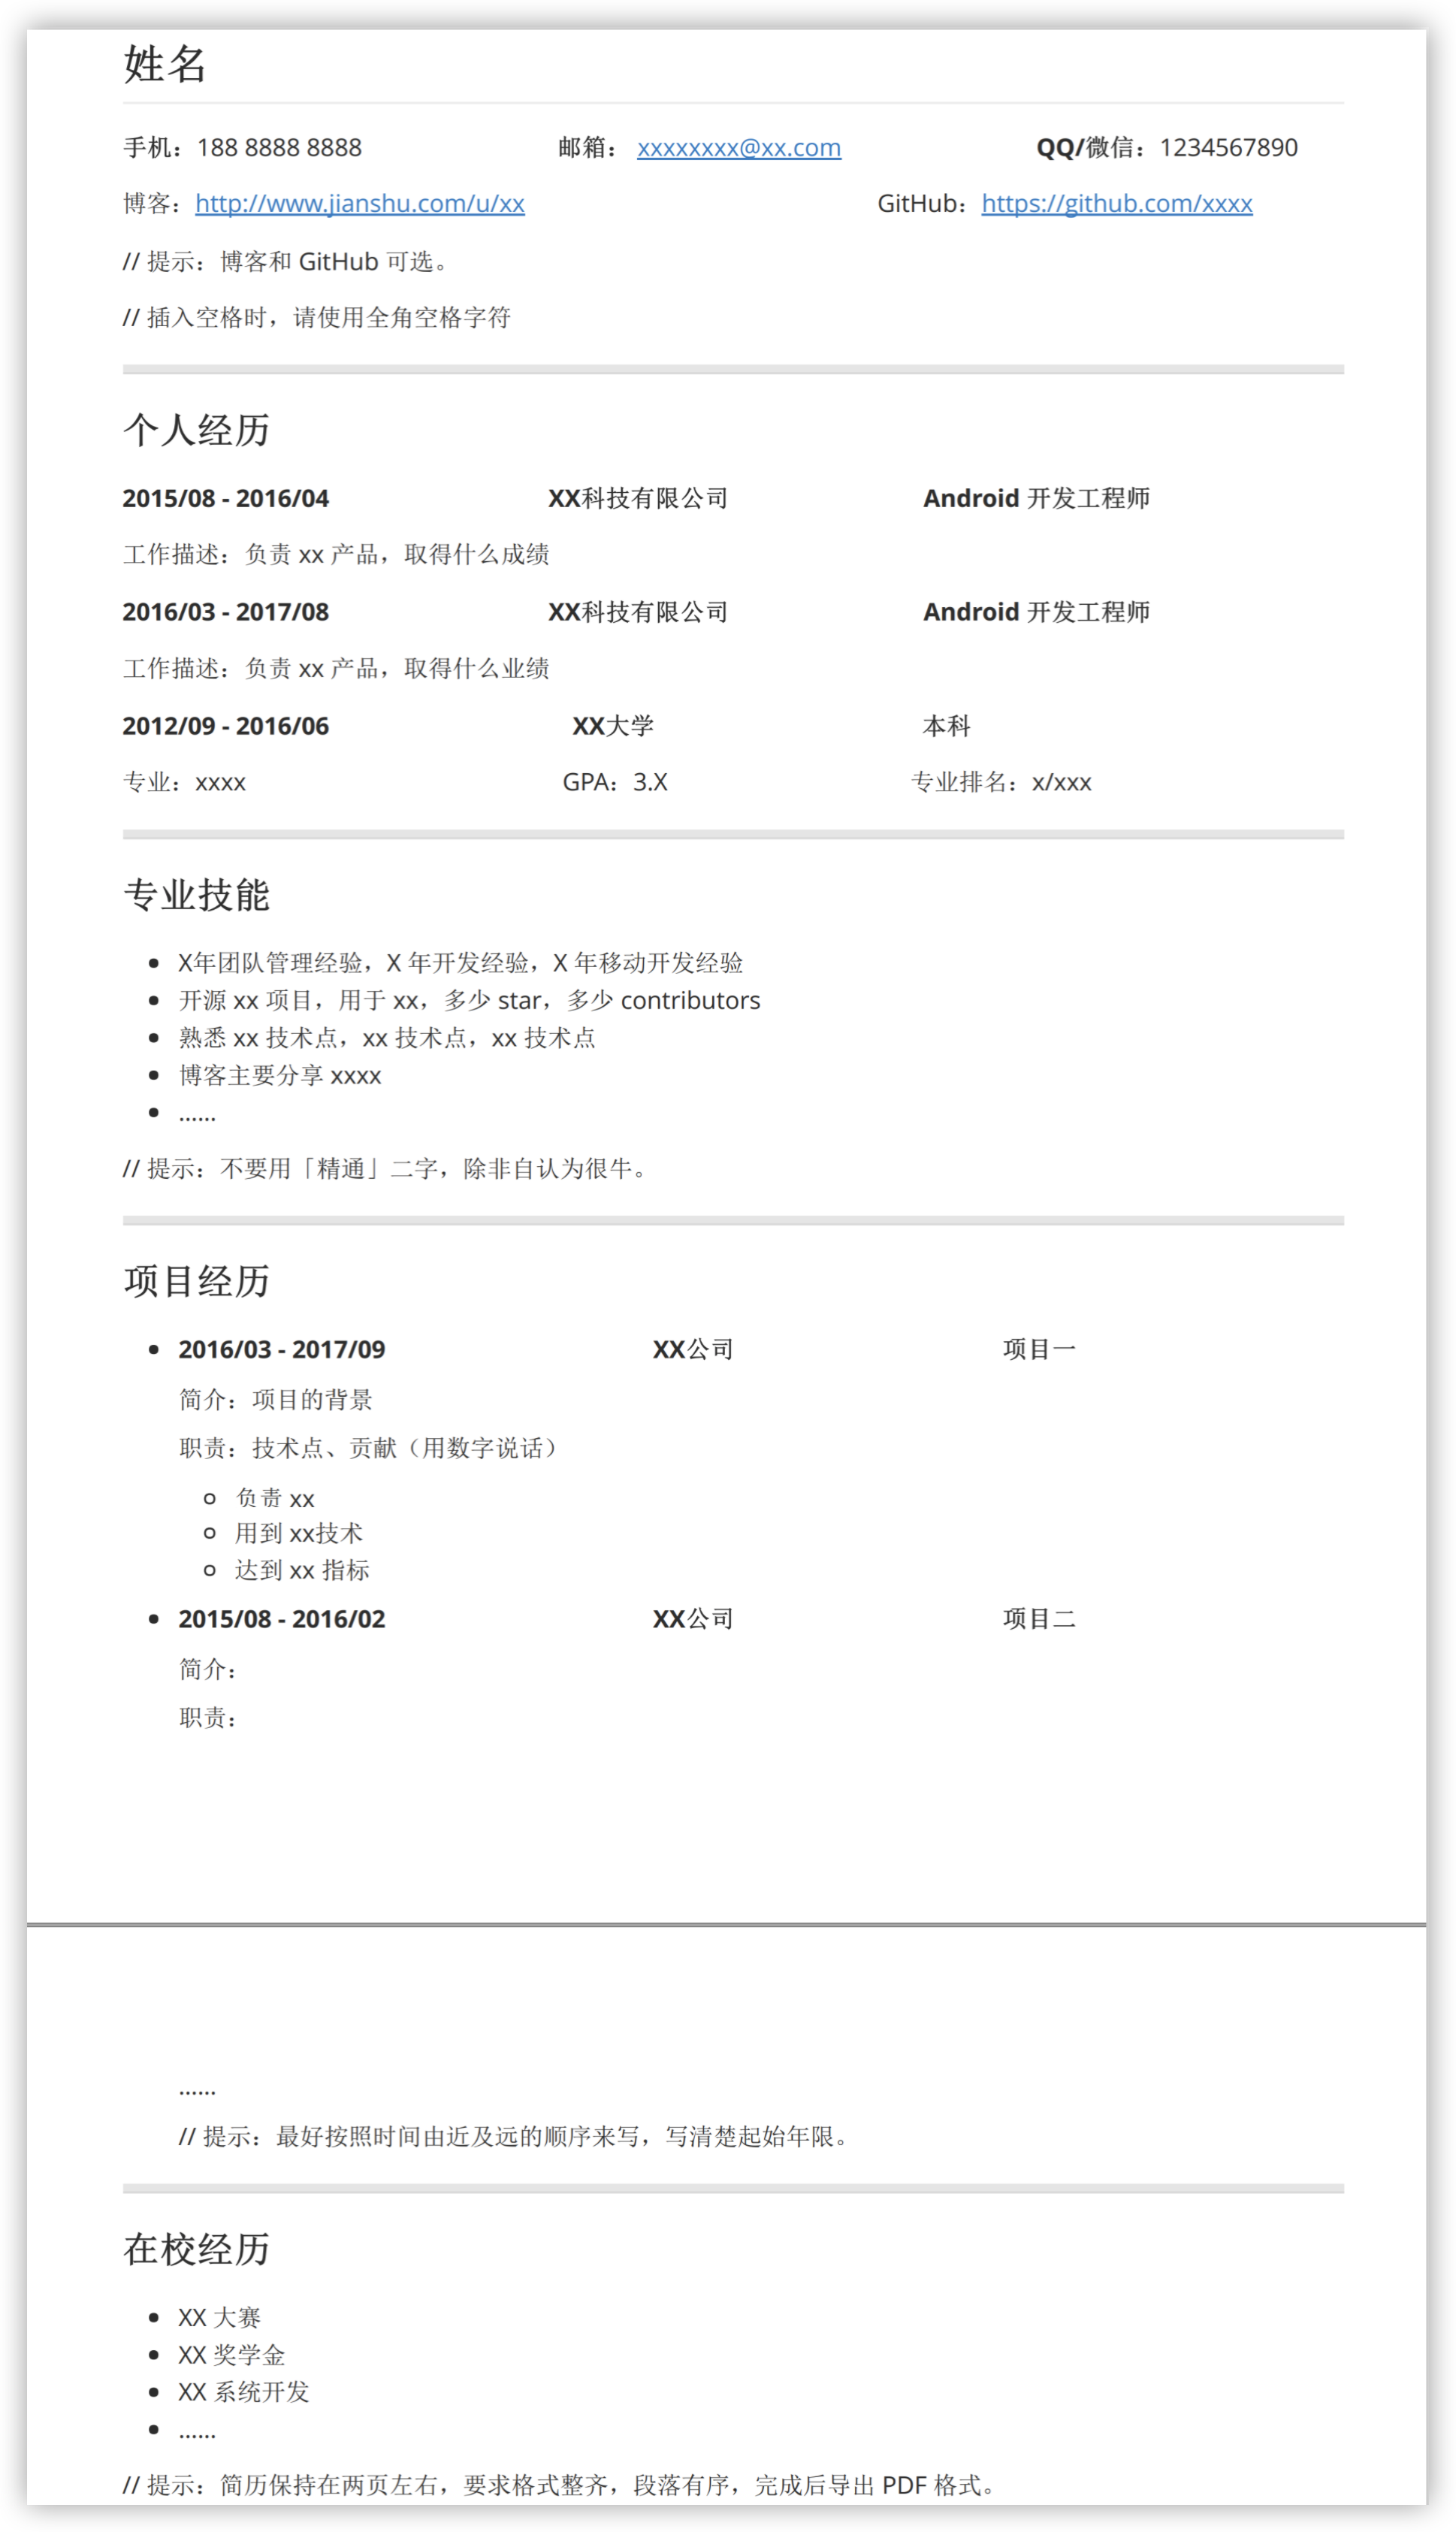 姓名
手机：188 8888 8888 邮箱： xxxxxxxx@xx.com QQ/微信：1234567890
博客：http://www.jianshu.com/u/xx GitHub：https://github.com/xxxx
// 提示：博客和 GitHub 可选。
// 插入空格时，请使用全角空格字符
个人经历
2015/08 - 2016/04 XX科技有限公司 Android 开发工程师
工作描述：负责 xx 产品，取得什么成绩
2016/03 - 2017/08 XX科技有限公司 Android 开发工程师
工作描述：负责 xx 产品，取得什么业绩
2012/09 - 2016/06 XX大学 本科
专业：xxxx GPA：3.X 专业排名：x/xxx
专业技能
X年团队管理经验，X 年开发经验，X 年移动开发经验
开源 xx 项目，用于 xx，多少 star，多少 contributors
熟悉 xx 技术点，xx 技术点，xx 技术点
博客主要分享 xxxx
......
// 提示：不要用「精通」二字，除非自认为很牛。
项目经历
2016/03 - 2017/09 XX公司 项目一
简介：项目的背景
职责：技术点、贡献（用数字说话）
负责 xx
用到 xx技术
达到 xx 指标
2015/08 - 2016/02 XX公司 项目二
简介：
职责：
......
// 提示：最好按照时间由近及远的顺序来写，写清楚起始年限。
在校经历
XX 大赛
XX 奖学金
XX 系统开发
......
// 提示：简历保持在两页左右，要求格式整齐，段落有序，完成后导出 PDF 格式。